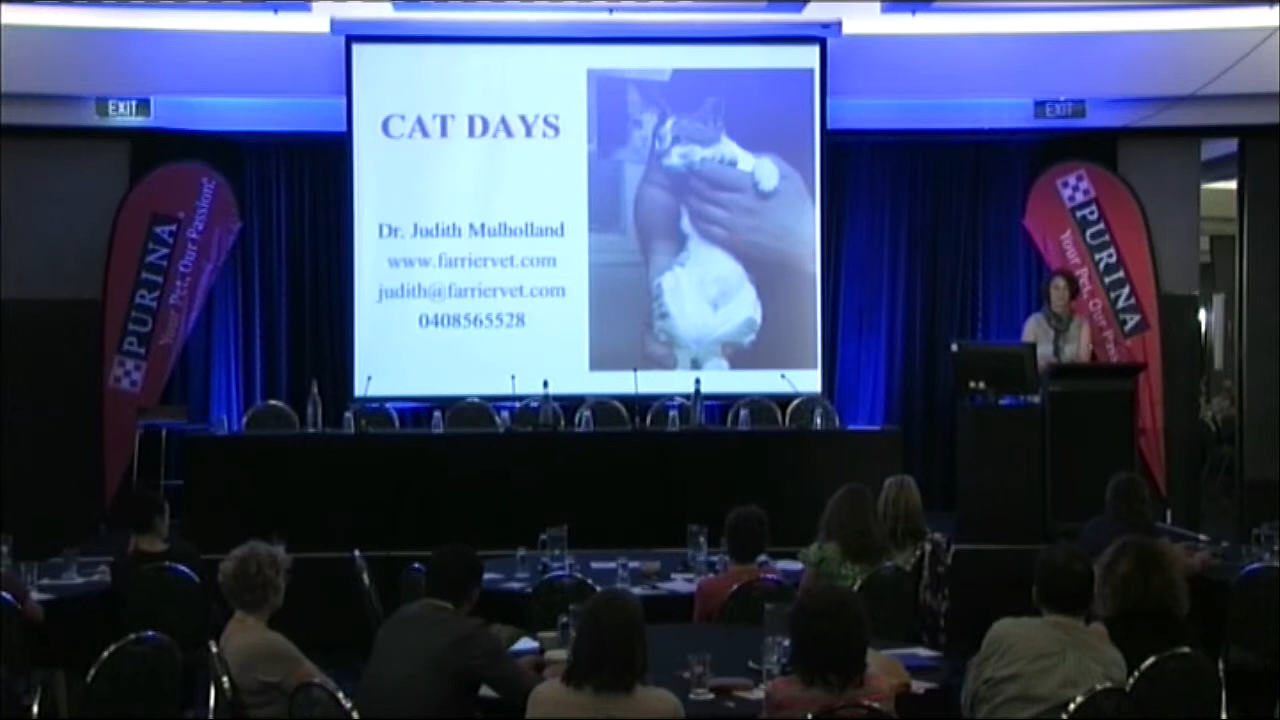 EXIT
EXIT
CAT DAYS
Dr. Judith Mulholland
www.farriervet.com
judith@farriervet.com
0408565528
PURINA
Your Pet, Our Passion.
PURINA
Your Pet, Our Pas